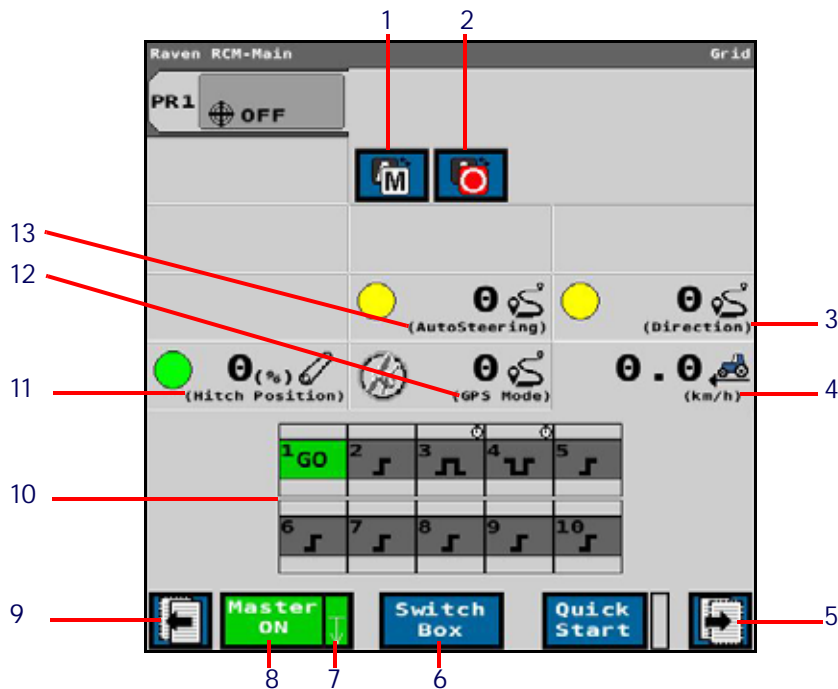 1 2
Raven RCM-Main Grid
PR1 OFF
M
13
12
0 0
(AutoSteering) (Direction) 3
0(%) 0 0.0 4
11 (Hitch Position) (GPS Mode) (km/h)
1GO 2 3 4 5
10
6 7 8 9 10
9 Master ON Switch Box Quick Start 5
8 7 6